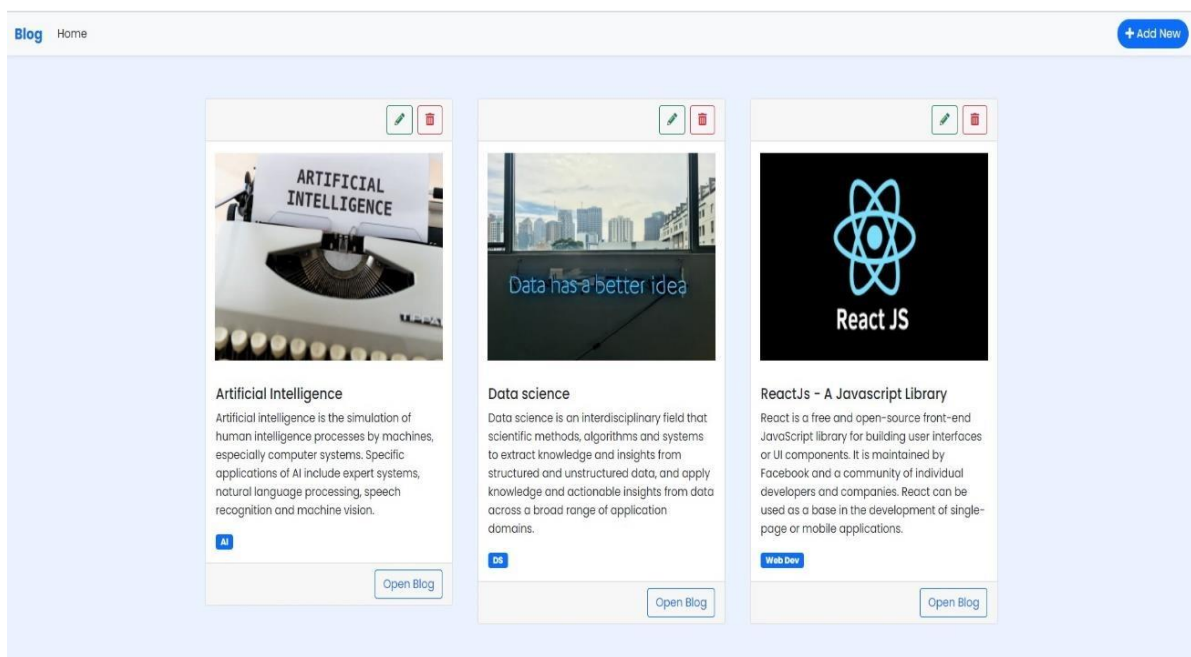 Blog Home
+ Add New
ARTIFICIAL
INTELLIGENCE
Artificial Intelligence
Artificial intelligence is the simulation of
human intelligence processes by machines,
especially computer systems. Specific
applications of AI include expert systems,
natural language processing, speech
recognition and machine vision.
AI
Open Blog
Data has a better idea
Data science
Data science is an interdisciplinary field that
scientific methods, algorithms and systems
to extract knowledge and insights from
structured and unstructured data, and apply
knowledge and actionable insights from data
across a broad range of application
domains.
DS
Open Blog
React JS
ReactJs - A Javascript Library
React is a free and open-source front-end
JavaScript library for building user interfaces
or UI components. It is maintained by
Facebook and a community of individual
developers and companies. React can be
used as a base in the development of single-
page or mobile applications.
Web Dev
Open Blog